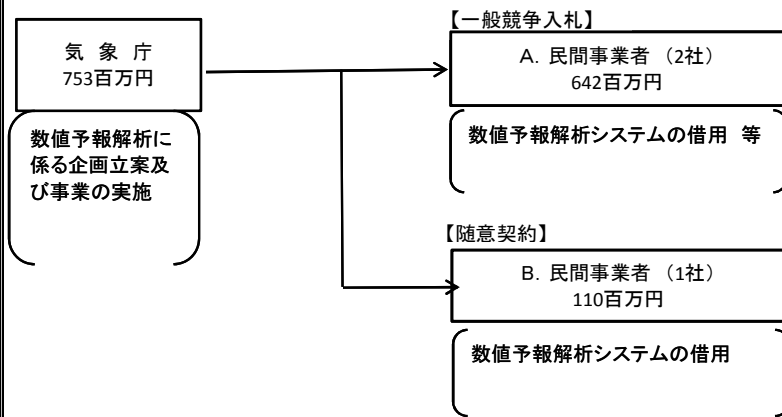 気 象 庁
753百万円
数値予報解析に
係る企画立案及
び事業の実施
【一般競争入札】
A. 民間事業者 (2社)
642百万円
数値予報解析システムの借用 等
【随意契約】
B. 民間事業者 (1社)
110百万円
数値予報解析システムの借用